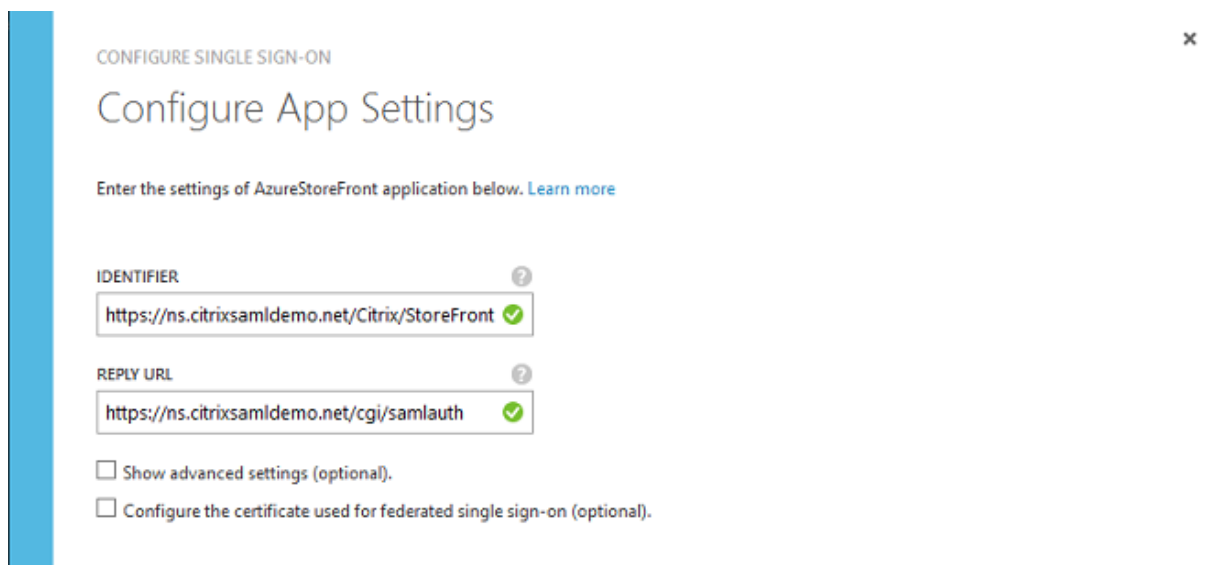 CONFIGURE SINGLE SIGN-ON
Configure App Settings
Enter the settings of AzureStoreFront application below. Learn more
IDENTIFIER
https://ns.citrixsamldemo.net/Citrix/StoreFront
REPLY URL
https://ns.citrixsamldemo.net/cgi/samlauth
Show advanced settings (optional).
Configure the certificate used for federated single sign-on (optional).